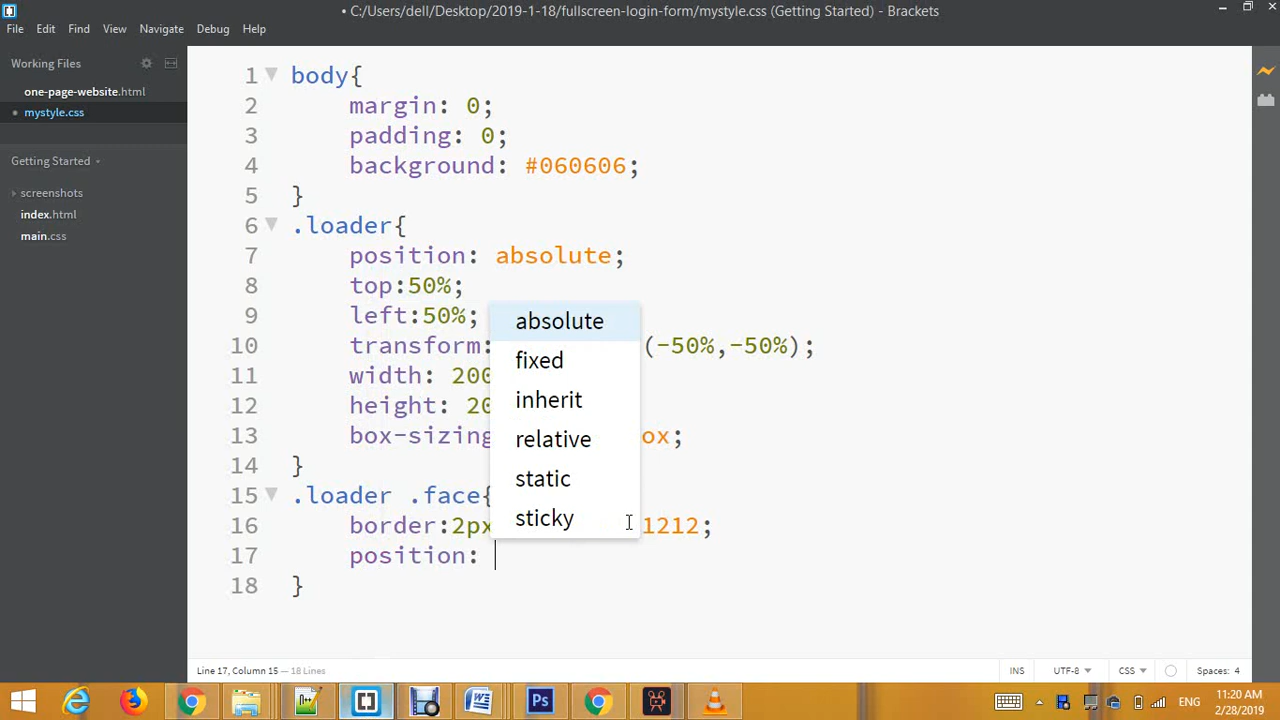 • C:/Users/dell/Desktop/2019-1-18/fullscreen-login-form/mystyle.css (Getting Started) - Brackets
File Edit Find View Navigate Debug Help
Working Files
one-page-website.html
mystyle.css
Getting Started
screenshots
index.html
main.css
1 body{
2 margin: 0;
3 padding: 0;
4 background: #060606;
5 }
6 .loader{
7 position: absolute;
8 top:50%;
9 left:50%;
10 transform: (-50%,-50%);
11 width: 200
12 height: 20
13 box-sizing ox;
14 }
15 .loader .face{
16 border:2px 1212;
17 position:
18 }
absolute
fixed
inherit
relative
static
sticky
Line 17, Column 15 — 18 Lines
INS UTF-8 CSS Spaces: 4
Ps
ENG
11:20 AM
2/28/2019